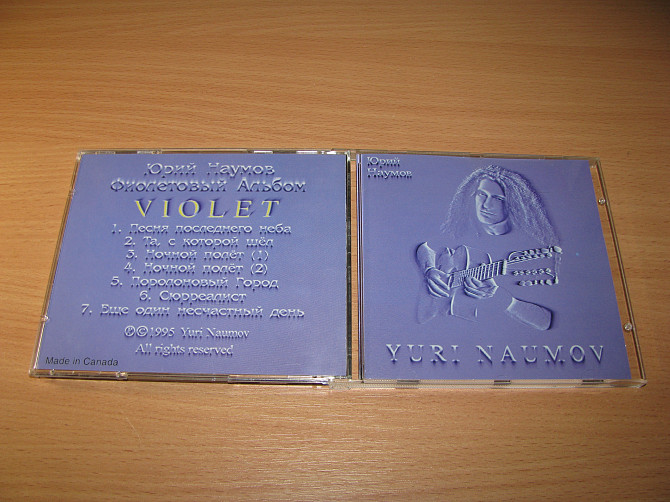 Юрий Наумов
Фиолетовый Альбом
VIOLET
1. Песня последнего неба
2. Та, с которой шёл
3. Ночной полёт (1)
4. Ночной полёт (2)
5. Поролоновый Город
6. Сюрреалист
7. Еще один несчастный день
℗©1995 Yuri Naumov
All rights reserved
Made in Canada
Юрий
Наумов
YURI NAUMOV